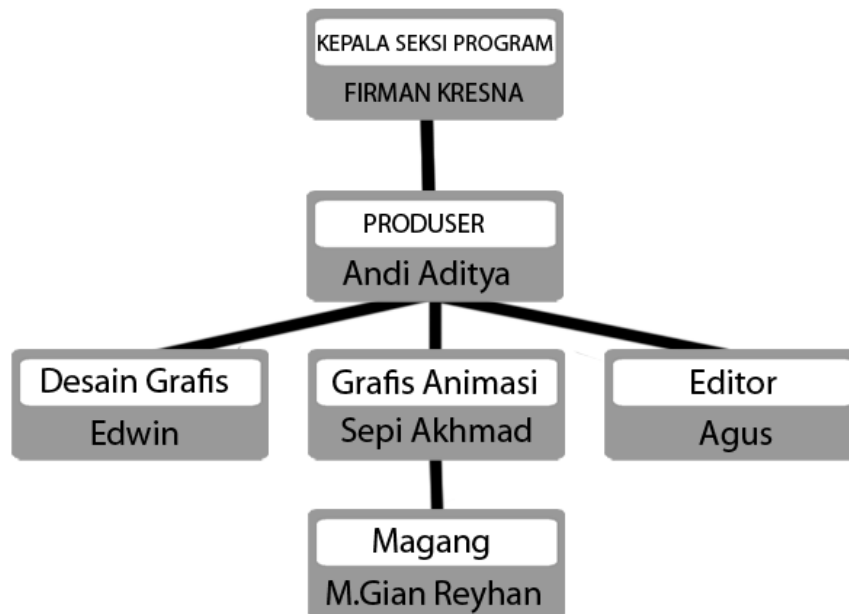 KEPALA SEKSI PROGRAM
FIRMAN KRESNA
PRODUSER
Andi Aditya
Desain Grafis
Edwin
Grafis Animasi
Sepi Akhmad
Editor
Agus
Magang
M.Gian Reyhan